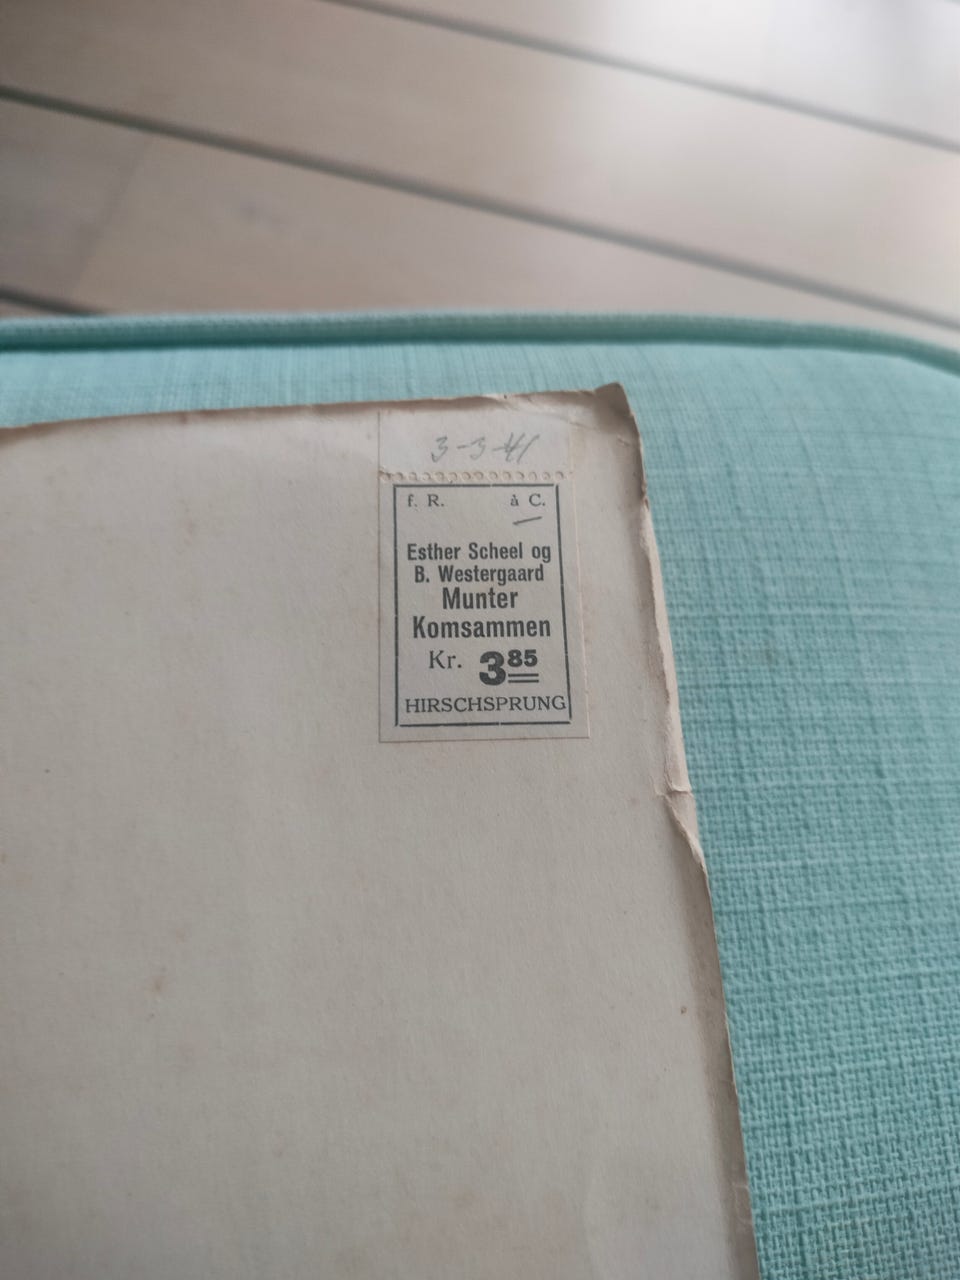 3-3-41
f. R. à C.
Esther Scheel og
B. Westergaard
Munter
Komsammen
Kr. 3 85
HIRSCHSPRUNG